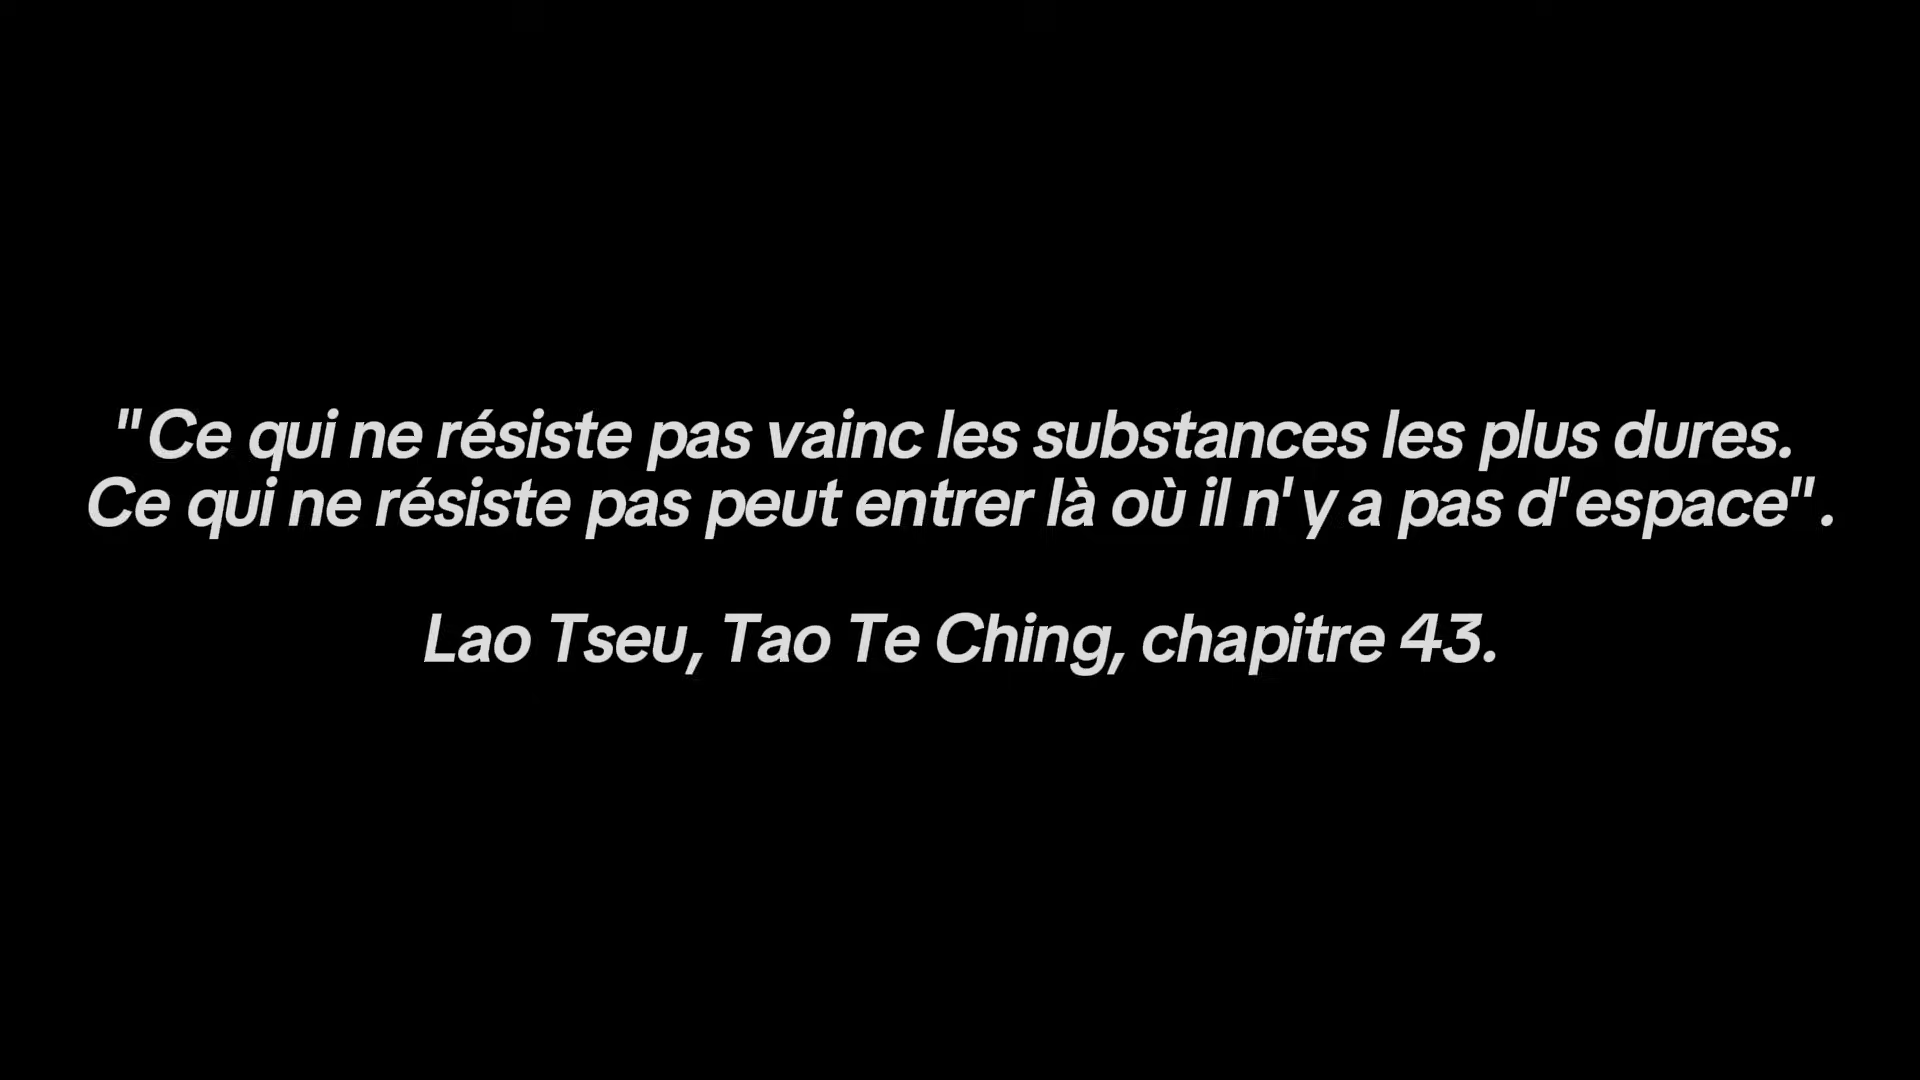 "Ce qui ne résiste pas vainc les substances les plus dures.
Ce qui ne résiste pas peut entrer là où il n'y a pas d'espace".
Lao Tseu, Tao Te Ching, chapitre 43.